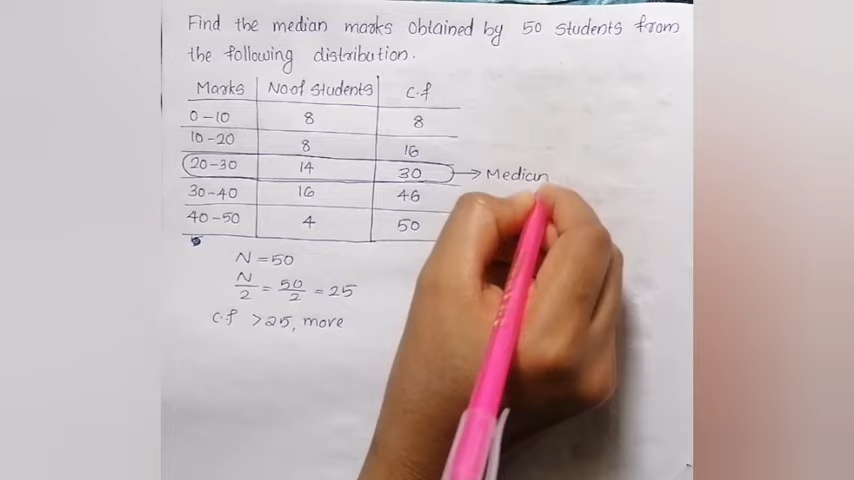 Find the median marks obtained by 50 students from
the following distribution.
Marks No of students c.f
0-10 8 8
10-20 8 16
20-30 14 30 → Median
30-40 16 46
40-50 4 50
N = 50
N/2 = 50/2 = 25
c.f > 25, more